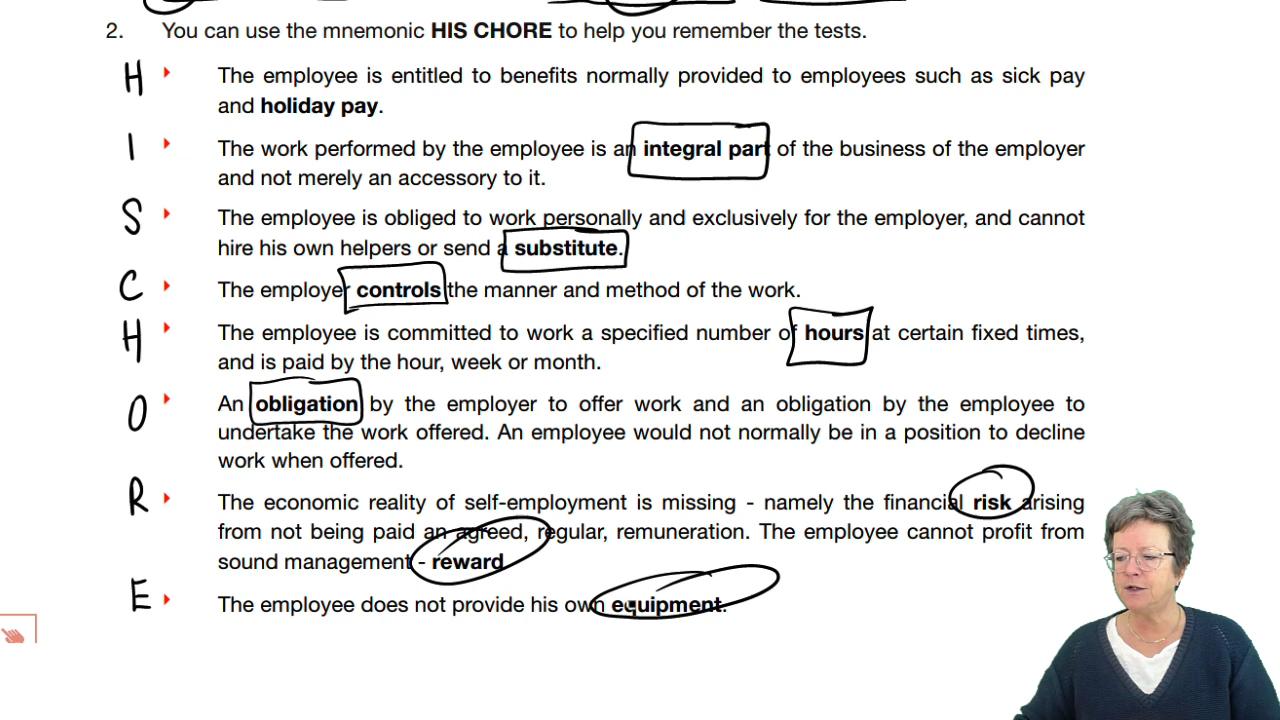 2. You can use the mnemonic HIS CHORE to help you remember the tests.
H The employee is entitled to benefits normally provided to employees such as sick pay
and holiday pay.
I The work performed by the employee is an integral part of the business of the employer
and not merely an accessory to it.
S The employee is obliged to work personally and exclusively for the employer, and cannot
hire his own helpers or send a substitute.
C The employer controls the manner and method of the work.
H The employee is committed to work a specified number of hours at certain fixed times,
and is paid by the hour, week or month.
O An obligation by the employer to offer work and an obligation by the employee to
undertake the work offered. An employee would not normally be in a position to decline
work when offered.
R The economic reality of self-employment is missing - namely the financial risk arising
from not being paid an agreed, regular, remuneration. The employee cannot profit from
sound management - reward
E The employee does not provide his own equipment.